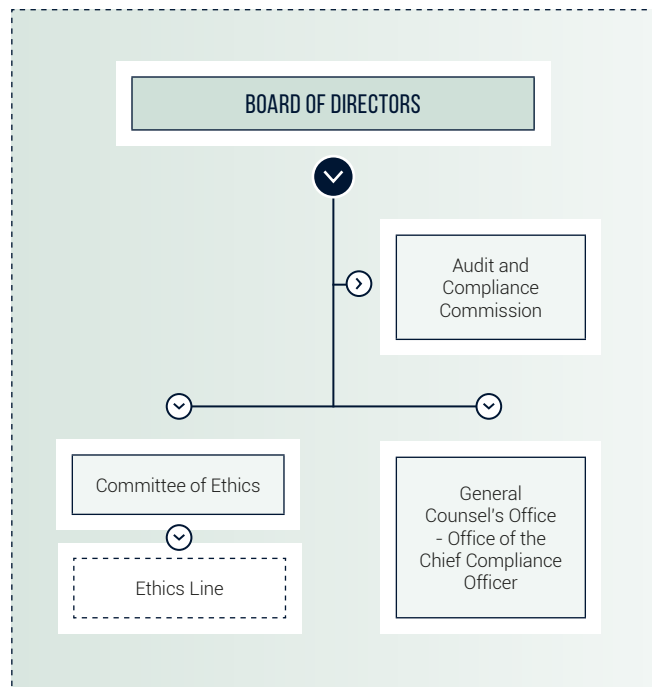 BOARD OF DIRECTORS
Audit and
Compliance
Commission
Committee of Ethics
Ethics Line
General
Counsel's Office
- Office of the
Chief Compliance
Officer